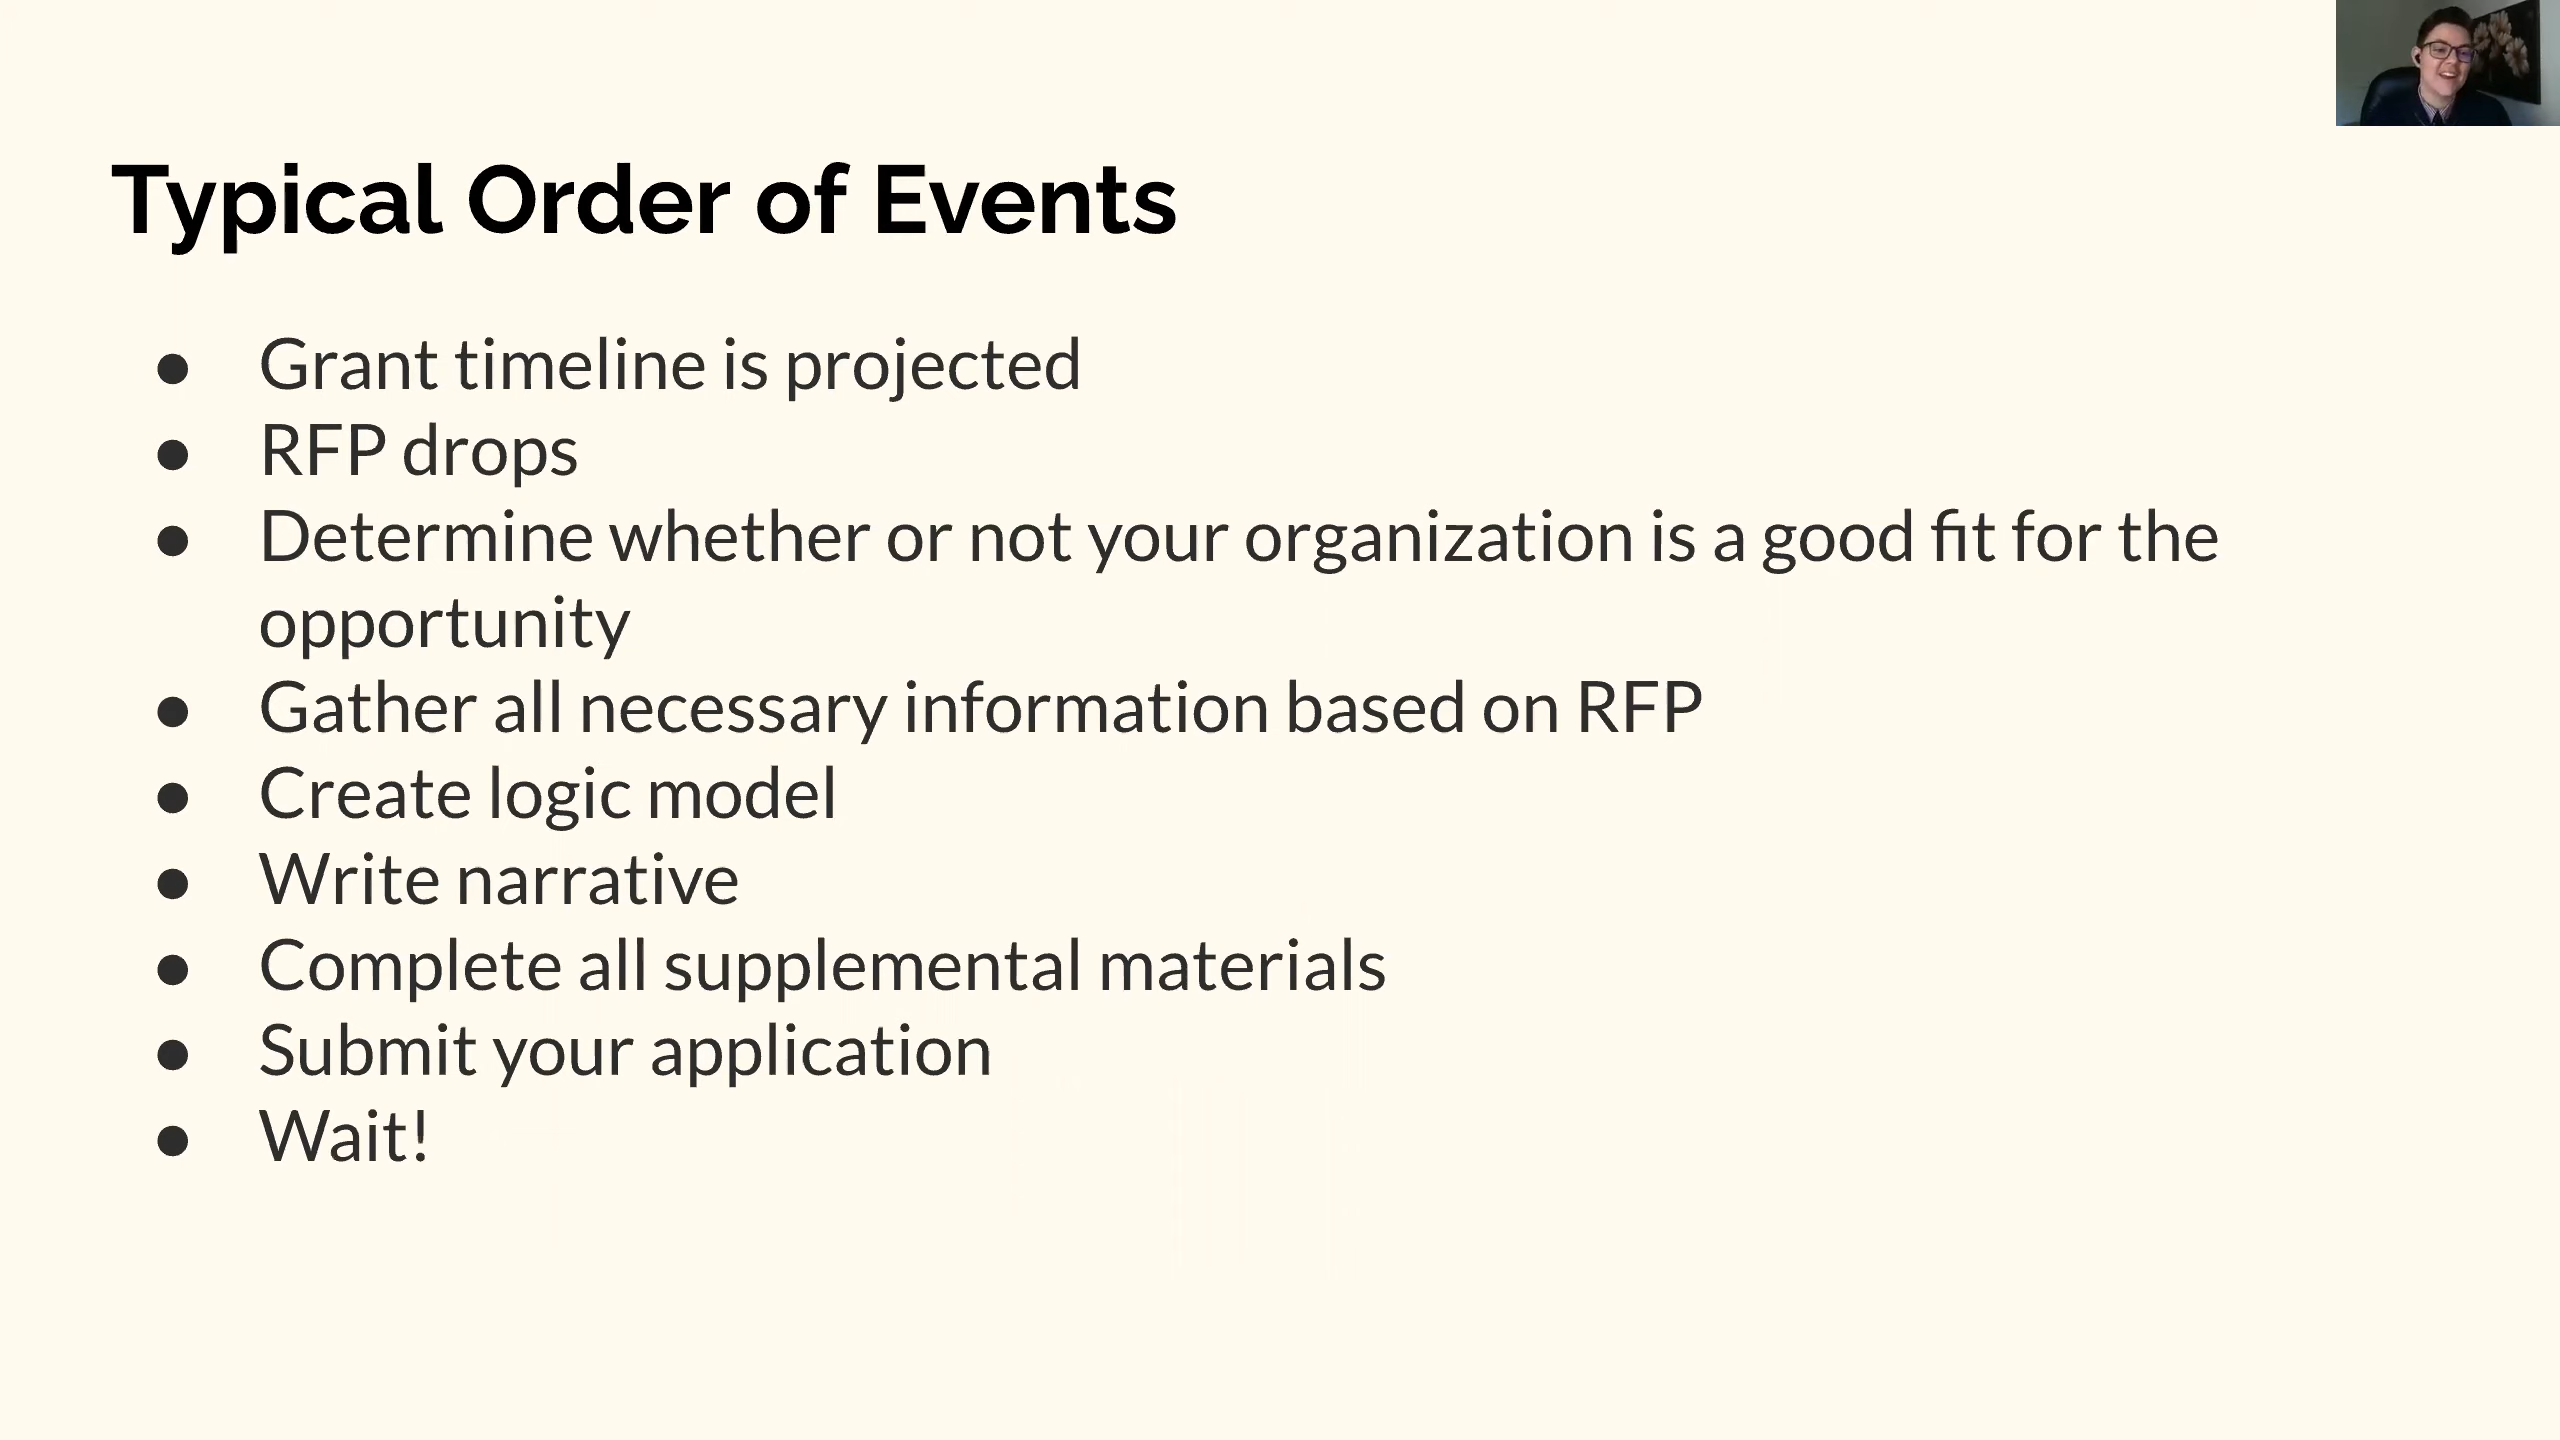 Typical Order of Events
● Grant timeline is projected
● RFP drops
● Determine whether or not your organization is a good fit for the
opportunity
● Gather all necessary information based on RFP
● Create logic model
● Write narrative
● Complete all supplemental materials
● Submit your application
● Wait!